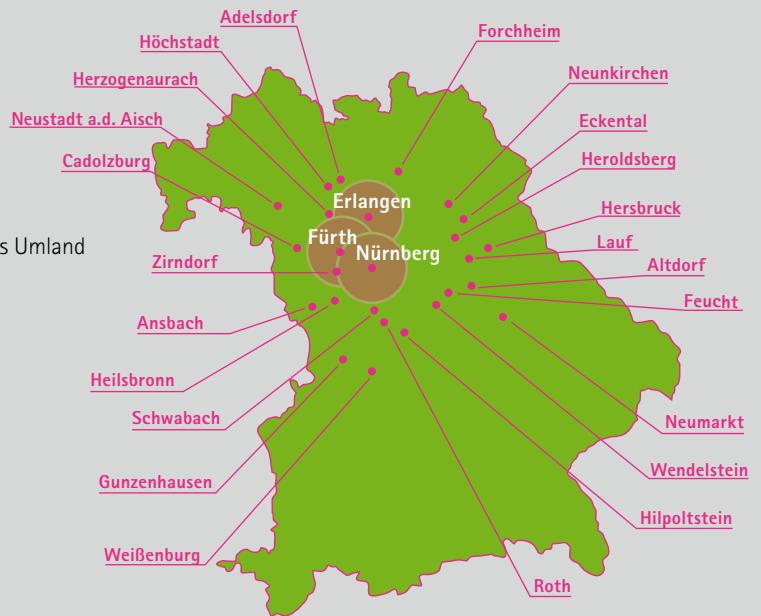 Adelsdorf
Höchstadt
Herzogenaurach
Neustadt a.d. Aisch
Cadolzburg
s Umland
Zirndorf
Ansbach
Heilsbronn
Schwabach
Gunzenhausen
Weißenburg
Erlangen
Fürth
Nürnberg
Forchheim
Neunkirchen
Eckental
Heroldsberg
Hersbruck
Lauf
Altdorf
Feucht
Neumarkt
Wendelstein
Hilpoltstein
Roth